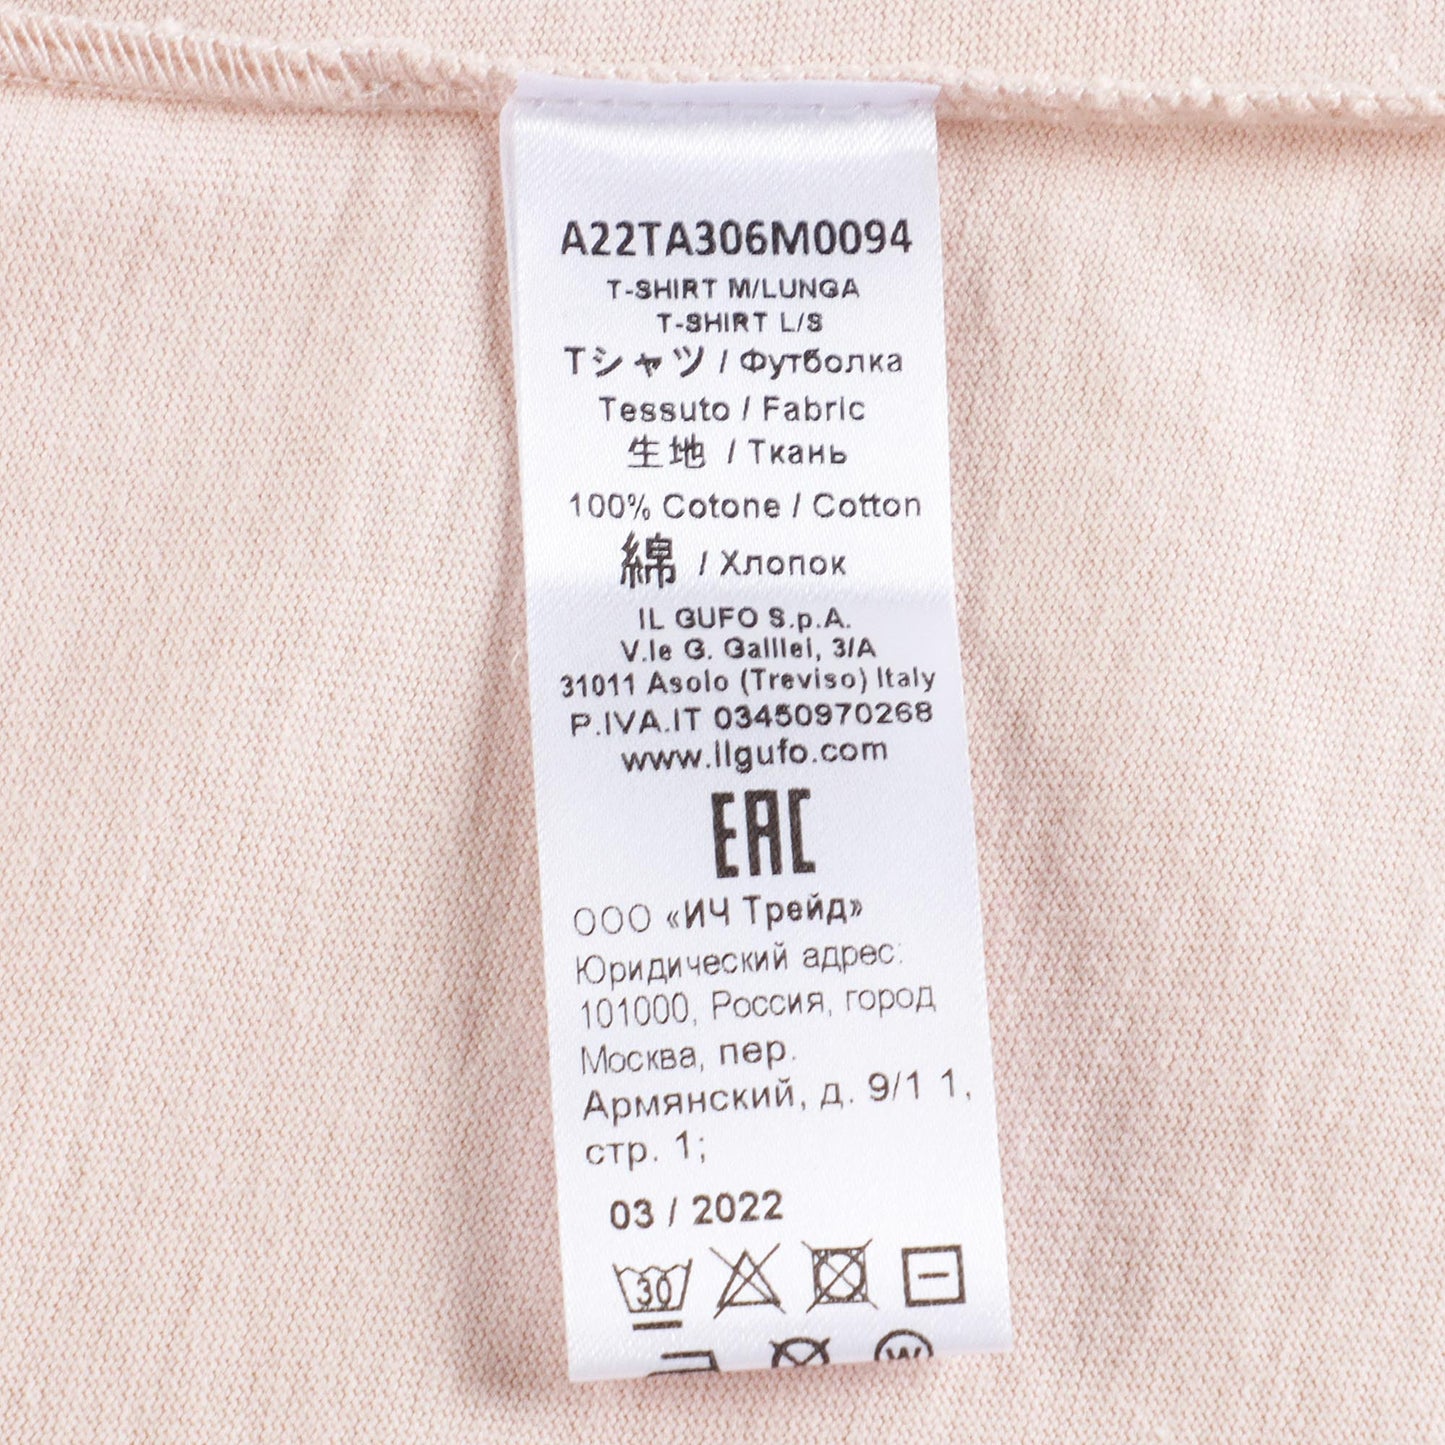 A22TA306M0094
T-SHIRT M/LUNGA
T-SHIRT L/S
Tシャツ / Футболка
Tessuto / Fabric
生地 / Ткань
100% Cotone / Cotton
綿 / Хлопок
IL GUFO S.p.A.
V.le G. Galilei, 3/A
31011 Asolo (Treviso) Italy
P.IVA.IT 03450970268
www.ilgufo.com
EAC
ООО «ИЧ Трейд»
Юридический адрес:
101000, Россия, город
Москва, пер.
Армянский, д. 9/1 1,
стр. 1;
03 / 2022
30
W